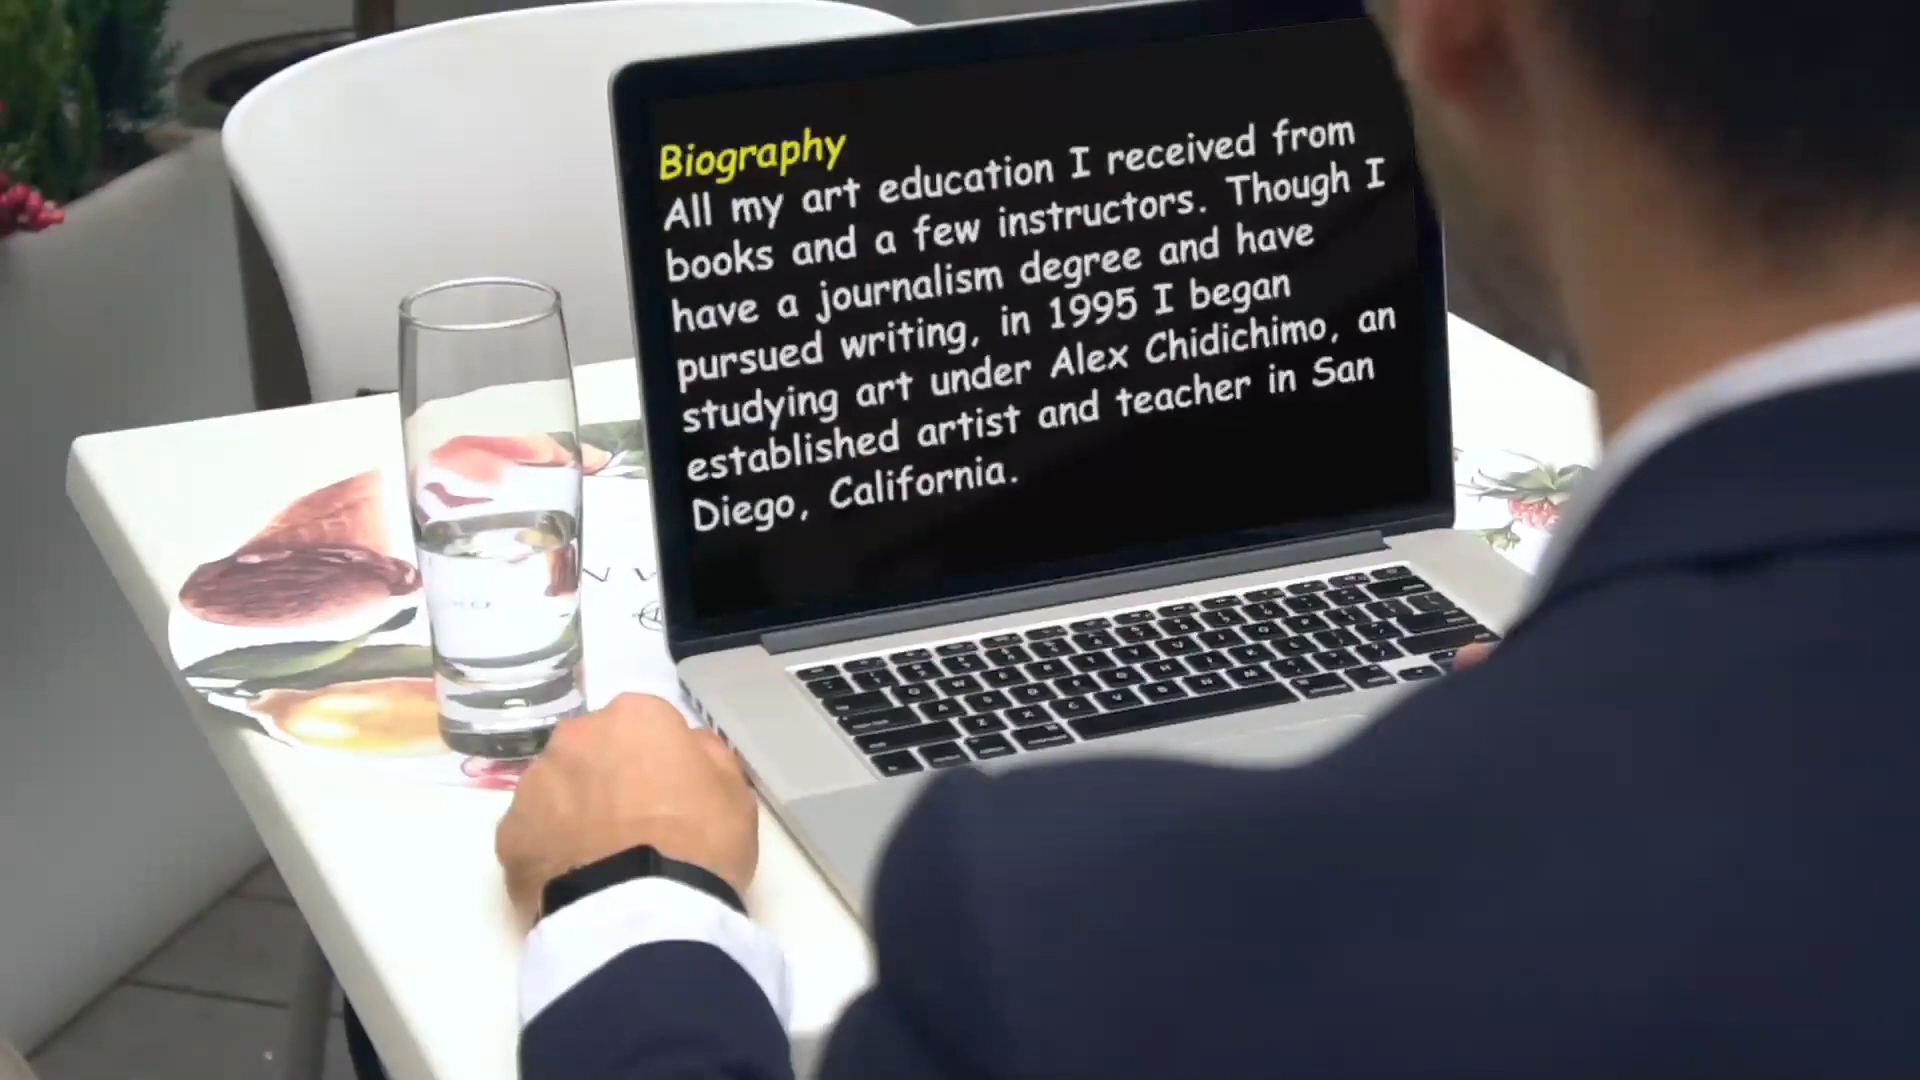 Biography
All my art education I received from
books and a few instructors. Though I
have a journalism degree and have
pursued writing, in 1995 I began
studying art under Alex Chidichimo, an
established artist and teacher in San
Diego, California.